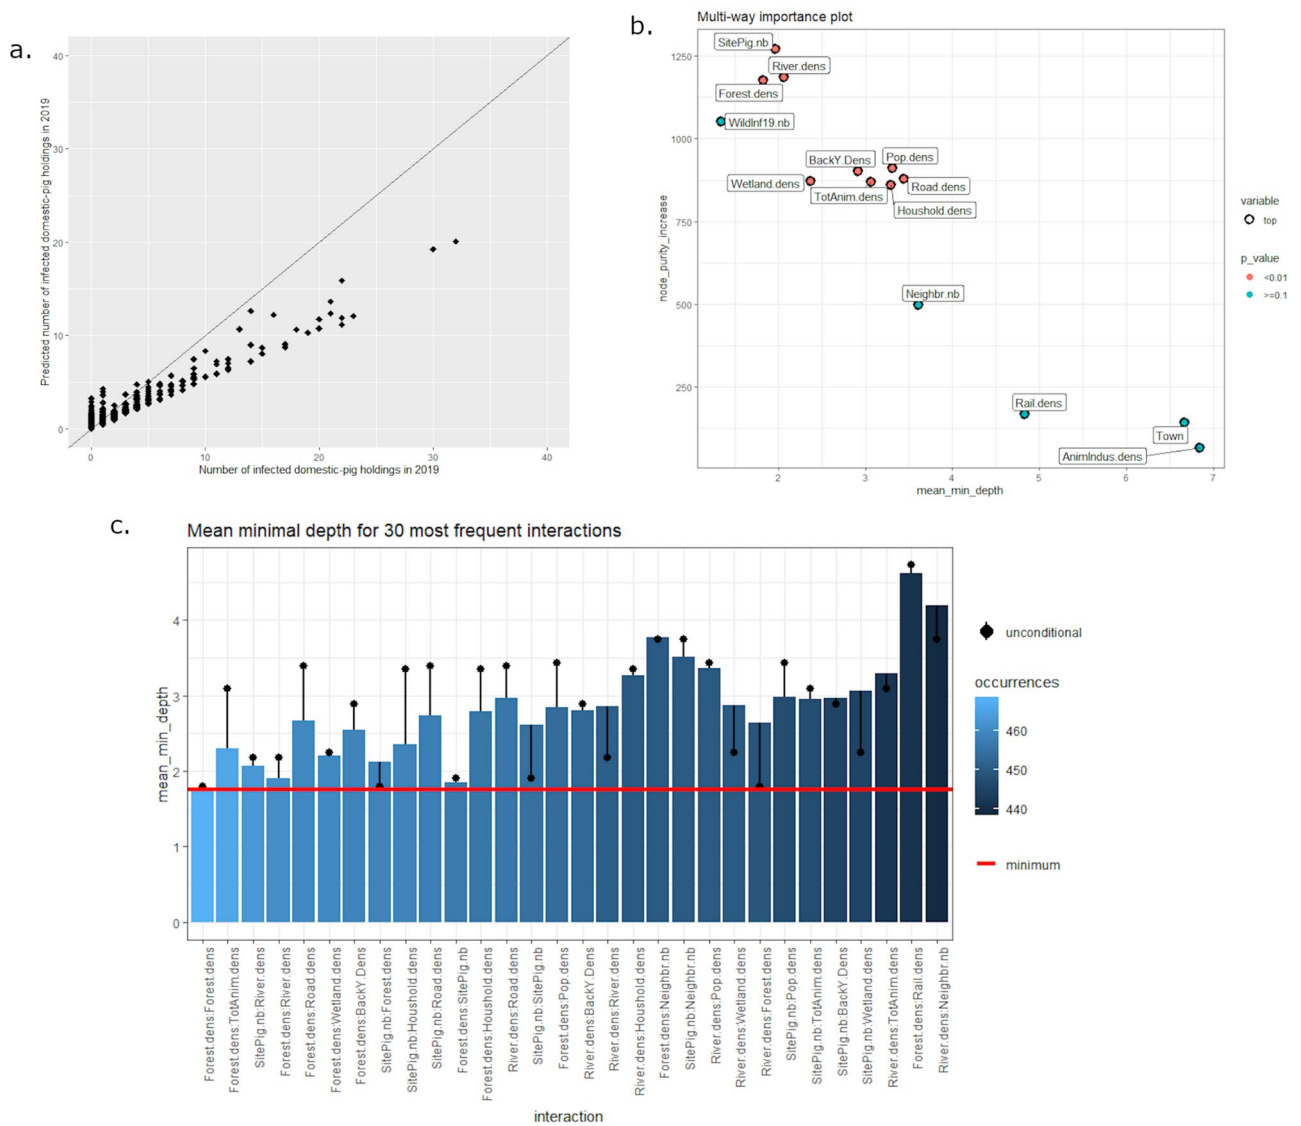 a.
40
30
20
10
0
Predicted number of infected domestic-pig holdings in 2019
0 10 20 30 40
Number of infected domestic-pig holdings in 2019
b.
Multi-way importance plot
1250
1000
750
500
250
node_purity_increase
SitePig.nb
River.dens
Forest.dens
WildInf19.nb
BackY.Dens
Pop.dens
Wetland.dens
Road.dens
TotAnim.dens
Houshold.dens
Neighbr.nb
Rail.dens
Town
AnimIndus.dens
2 3 4 5 6 7
mean_min_depth
variable
top
p_value
<0.01
>=0.1
c.
Mean minimal depth for 30 most frequent interactions
4
3
2
1
0
mean_min_depth
Forest.dens:Forest.dens
Forest.dens:TotAnim.dens
SitePig.nb:River.dens
Forest.dens:River.dens
Forest.dens:Road.dens
Forest.dens:Wetland.dens
Forest.dens:BackY.Dens
SitePig.nb:Forest.dens
SitePig.nb:Houshold.dens
SitePig.nb:Road.dens
Forest.dens:SitePig.nb
Forest.dens:Houshold.dens
River.dens:Road.dens
SitePig.nb:SitePig.nb
Forest.dens:Pop.dens
River.dens:BackY.Dens
River.dens:River.dens
River.dens:Houshold.dens
Forest.dens:Neighbr.nb
SitePig.nb:Neighbr.nb
River.dens:Pop.dens
River.dens:Wetland.dens
River.dens:Forest.dens
SitePig.nb:Pop.dens
SitePig.nb:TotAnim.dens
SitePig.nb:BackY.Dens
SitePig.nb:Wetland.dens
River.dens:TotAnim.dens
Forest.dens:Rail.dens
River.dens:Neighbr.nb
interaction
unconditional
occurrences
460
450
440
minimum